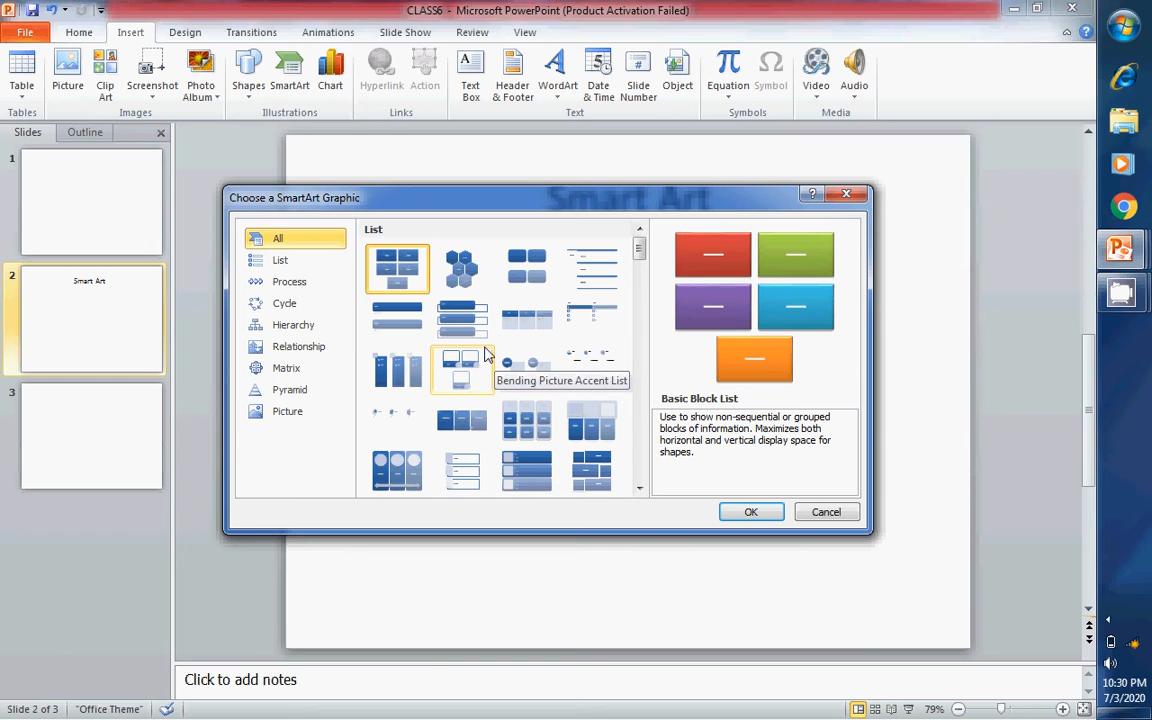 CLASS6 - Microsoft PowerPoint (Product Activation Failed)
File Home Insert Design Transitions Animations Slide Show Review View
Table
Picture
Clip Art
Screenshot
Photo Album
Shapes
SmartArt
Chart
Hyperlink
Action
Text Box
Header & Footer
WordArt
Date & Time
Slide Number
Object
Equation
Symbol
Video
Audio
Tables Images Illustrations Links Text Symbols Media
Slides Outline
1
2
Smart Art
3
Smart Art
Choose a SmartArt Graphic
All
List
Process
Cycle
Hierarchy
Relationship
Matrix
Pyramid
Picture
List
Bending Picture Accent List
Basic Block List
Use to show non-sequential or grouped
blocks of information. Maximizes both
horizontal and vertical display space for
shapes.
OK Cancel
Click to add notes
Slide 2 of 3 "Office Theme" 79%
10:30 PM
7/3/2020